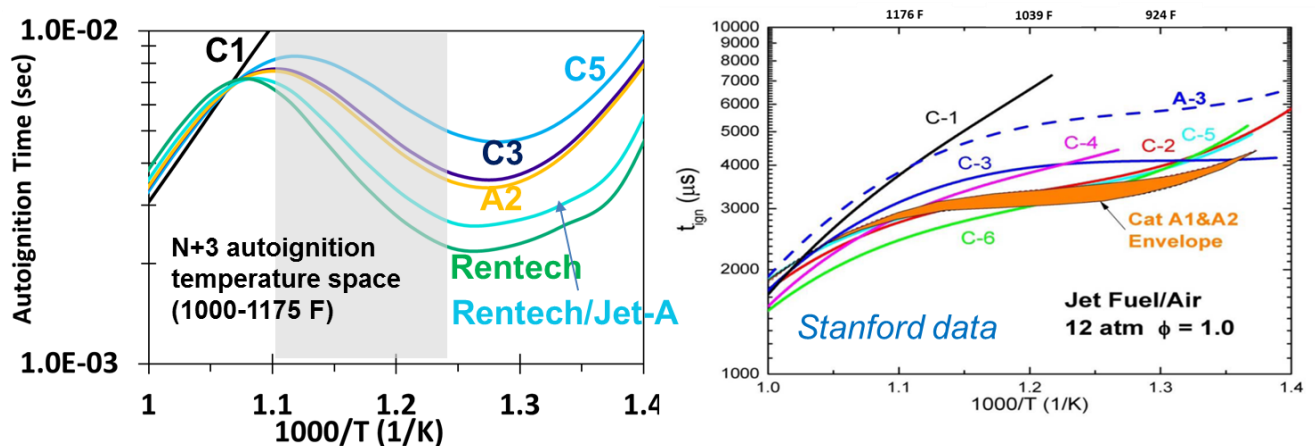 1.0E-02
1.0E-03
Autoignition Time (sec)
C1
C5
C3
A2
Rentech
Rentech/Jet-A
N+3 autoignition
temperature space
(1000-1175 F)
1
1.1
1.2
1.3
1.4
1000/T (1/K)
1176 F
1039 F
924 F
10000
9000
8000
7000
6000
5000
4000
3000
2000
1000
t_ign (µs)
C-1
A-3
C-4
C-5
C-2
C-3
C-6
Cat A1&A2
Envelope
Jet Fuel/Air
12 atm ϕ = 1.0
Stanford data
1.0
1.1
1.2
1.3
1.4
1000/T (1/K)